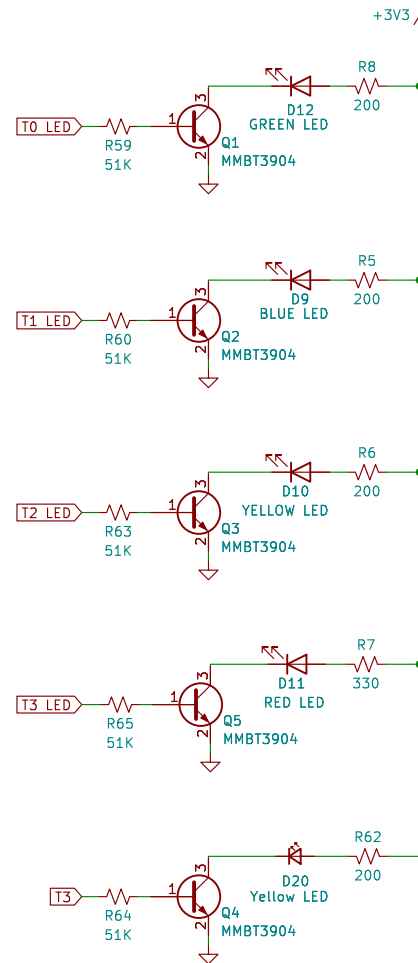 +3V3
R8
200
D12
GREEN LED
3
T0 LED
1
R59
51K
2
Q1
MMBT3904
R5
200
D9
BLUE LED
3
T1 LED
1
R60
51K
2
Q2
MMBT3904
R6
200
D10
YELLOW LED
3
T2 LED
1
R63
51K
2
Q3
MMBT3904
R7
330
D11
RED LED
3
T3 LED
1
R65
51K
2
Q5
MMBT3904
R62
200
D20
Yellow LED
3
T3
1
R64
51K
2
Q4
MMBT3904